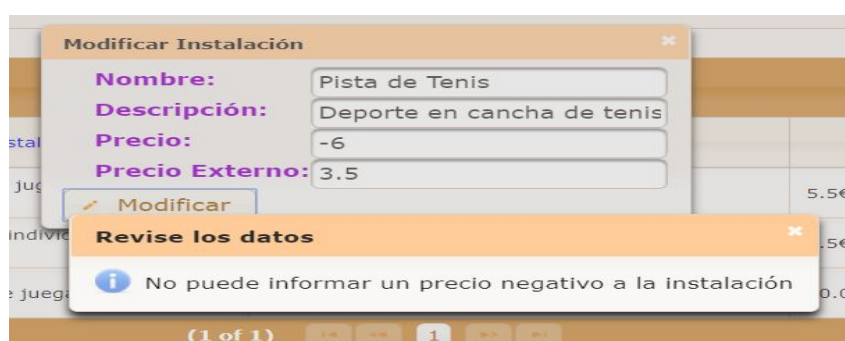 Modificar Instalación
Nombre: Pista de Tenis
Descripción: Deporte en cancha de tenis
Precio: -6
Precio Externo: 3.5
Modificar
5.5€
Revise los datos
No puede informar un precio negativo a la instalación
(1 of 1) 1